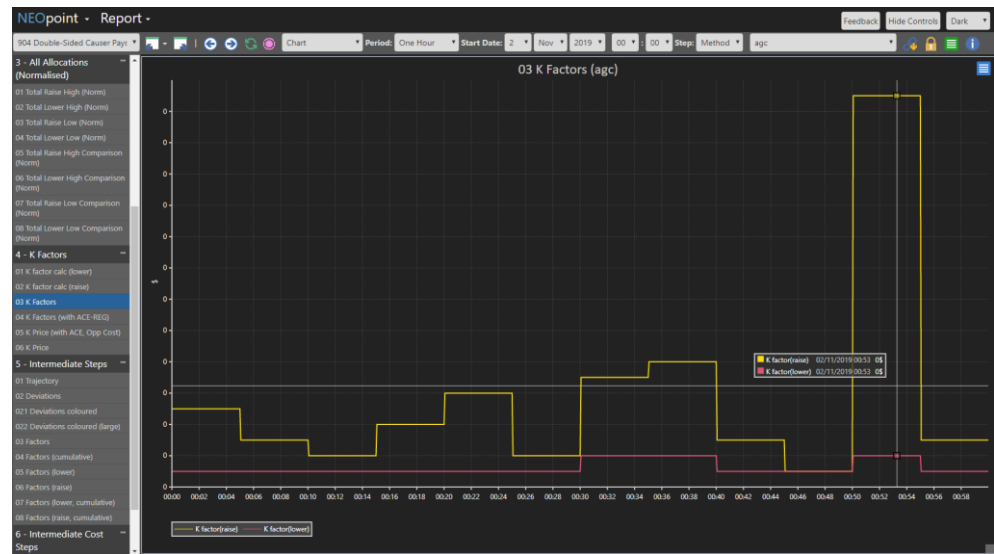 NEOpoint Report
Feedback Hide Controls Dark
904 Double-Sided Causer Pays Chart Period: One Hour Start Date: 2 Nov 2019 00 : 00 Step: Method agc
3 - All Allocations
(Normalised)
01 Total Raise High (Norm)
02 Total Lower High (Norm)
03 Total Raise Low (Norm)
04 Total Lower Low (Norm)
05 Total Raise High Comparison
(Norm)
06 Total Lower High Comparison
(Norm)
07 Total Raise Low Comparison
(Norm)
08 Total Lower Low Comparison
(Norm)
4 - K Factors
01 K factor calc (lower)
02 K factor calc (raise)
03 K Factors
04 K Factors (with ACE-REG)
05 K Price (with ACE, Opp Cost)
06 K Price
5 - Intermediate Steps
01 Trajectory
02 Deviations
021 Deviations coloured
022 Deviations coloured (large)
03 Factors
04 Factors (cumulative)
05 Factors (lower)
06 Factors (raise)
07 Factors (lower, cumulative)
08 Factors (raise, cumulative)
6 - Intermediate Cost
Steps
03 K Factors (agc)
0
0
0
0
0
0
0
0
0
0
0
0
0
$
K factor(raise) 02/11/2019 00:53 0$
K factor(lower) 02/11/2019 00:53 0$
00:00 00:02 00:04 00:06 00:08 00:10 00:12 00:14 00:16 00:18 00:20 00:22 00:24 00:26 00:28 00:30 00:32 00:34 00:36 00:38 00:40 00:42 00:44 00:46 00:48 00:50 00:52 00:54 00:56 00:58
K factor(raise) K factor(lower)